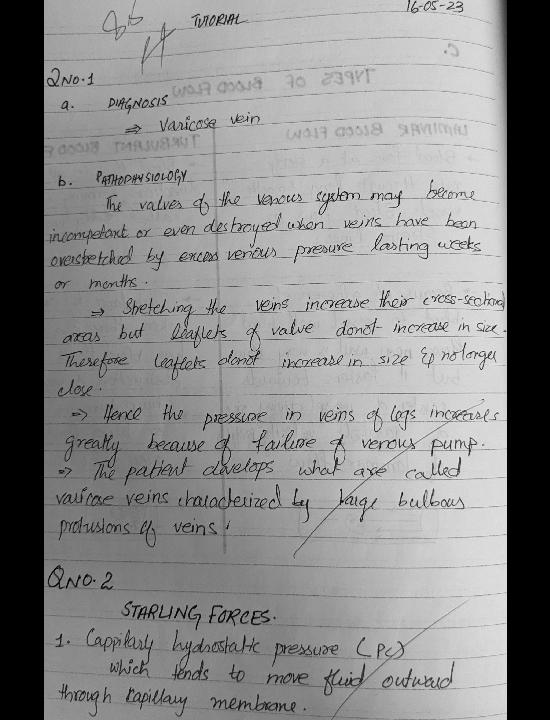 TUTORIAL
16-05-23
QNO.1
a. DIAGNOSIS
⇒ Varicose vein
b. PATHOPHYSIOLOGY
The valves of the venous system may become
incompetant or even destroyed when veins have been
overstretched by excess venous presure lasting weeks
or months.
⇒ Stretching the veins increase their cross-sectional
areas but leaflets of valve donot increase in size.
Therefore leaflets donot increase in size & no longer
close.
⇒ Hence the pressure in veins of legs increases
greatly because of failure of venous pump.
⇒ The patient develops what are called
varicose veins characterized by large bulbous
protusions of veins.
QNO.2
STARLING FORCES.
1. Cappilary hydrostatic pressure (Pc)
which tends to move fluid outward
through capillary membrane.